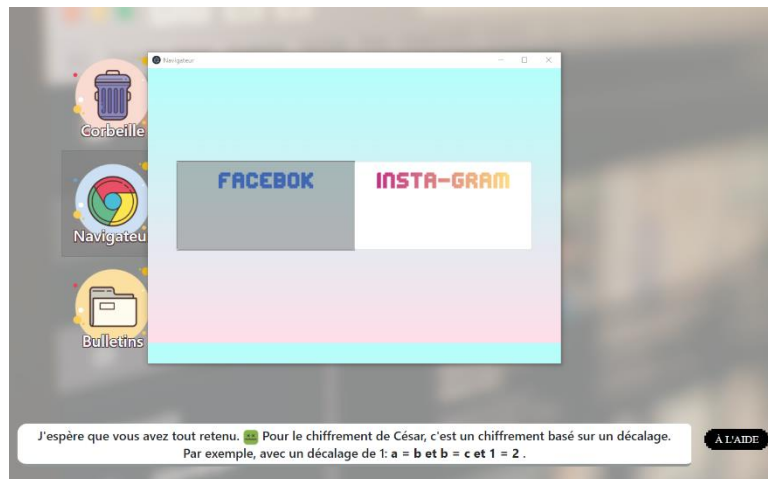 Navigateur
Corbeille
FACEBOK
INSTA-GRAM
Navigateu
Bulletins
J'espère que vous avez tout retenu. Pour le chiffrement de César, c'est un chiffrement basé sur un décalage.
Par exemple, avec un décalage de 1: a = b et b = c et 1 = 2 .
À L'AIDE